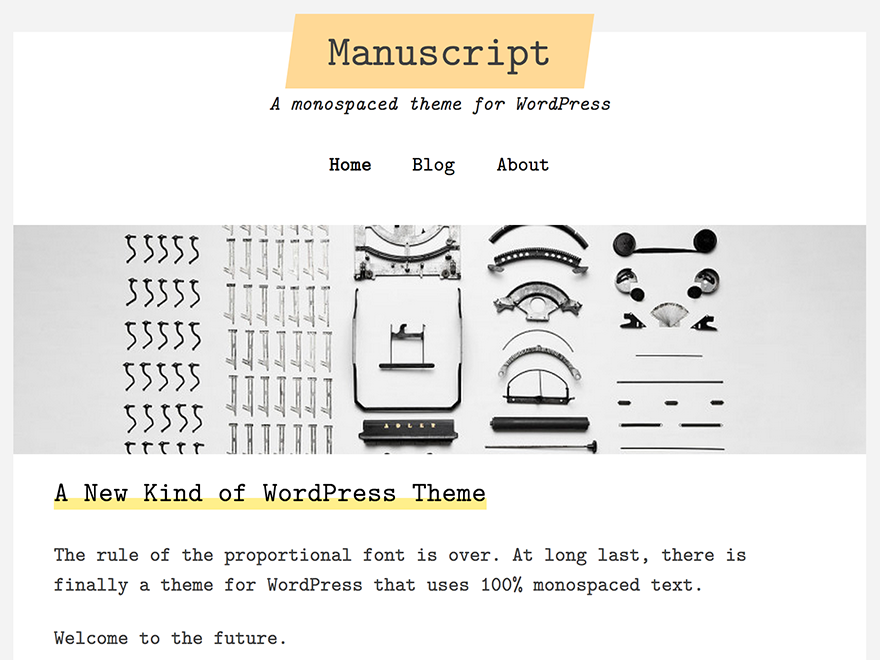 Manuscript
A monospaced theme for WordPress
Home Blog About
ADLER
A New Kind of WordPress Theme
The rule of the proportional font is over. At long last, there is
finally a theme for WordPress that uses 100% monospaced text.
Welcome to the future.